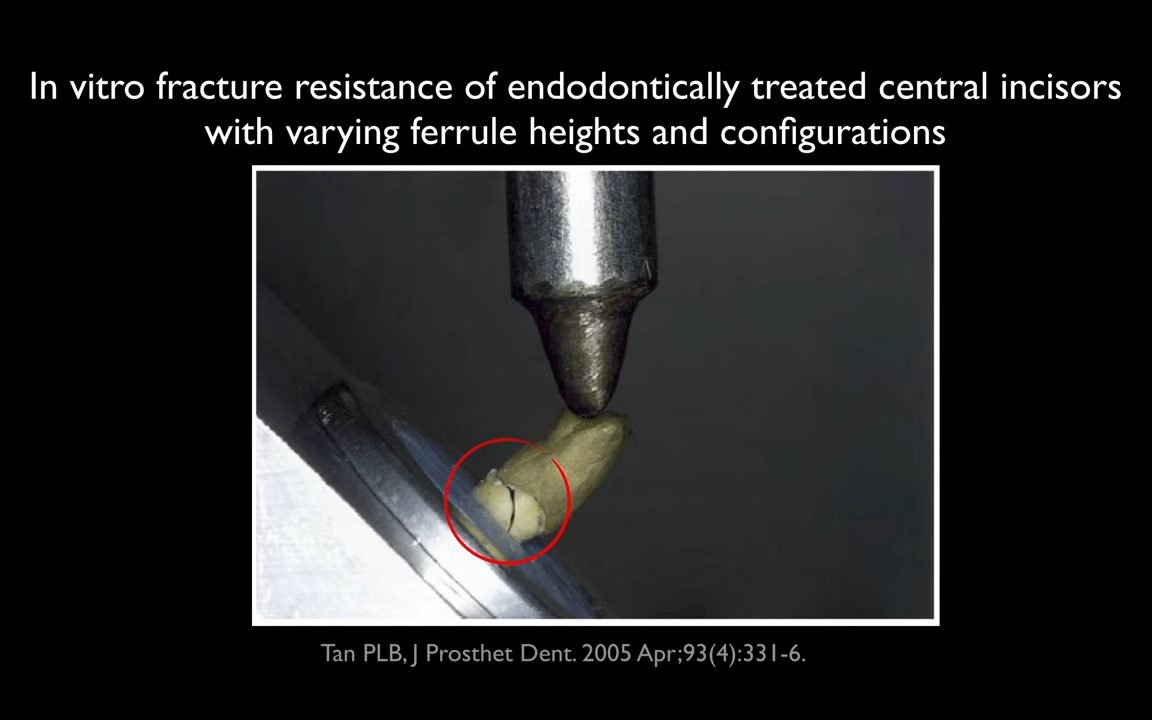 In vitro fracture resistance of endodontically treated central incisors
with varying ferrule heights and configurations
Tan PLB, J Prosthet Dent. 2005 Apr;93(4):331-6.